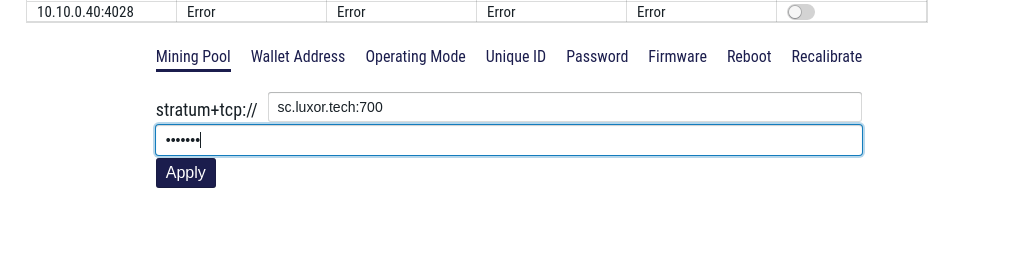 10.10.0.40:4028 Error Error Error Error
Mining Pool Wallet Address Operating Mode Unique ID Password Firmware Reboot Recalibrate
stratum+tcp:// sc.luxor.tech:700
•••••••
Apply